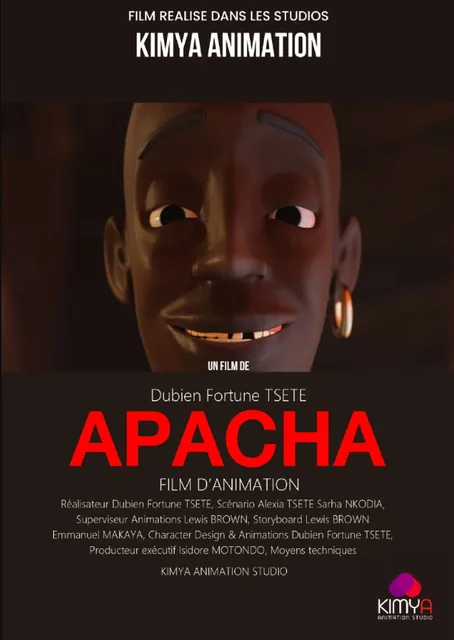 FILM REALISE DANS LES STUDIOS
KIMYA ANIMATION
UN FILM DE
Dubien Fortune TSETE
APACHA
FILM D'ANIMATION
Réalisateur Dubien Fortune TSETE, Scénario Alexia TSETE Sarha NKODIA,
Superviseur Animations Lewis BROWN, Storyboard Lewis BROWN
Emmanuel MAKAYA, Character Design & Animations Dubien Fortune TSETE,
Producteur exécutif Isidore MOTONDO, Moyens techniques
KIMYA ANIMATION STUDIO
KIMYA
ANIMATION STUDIO